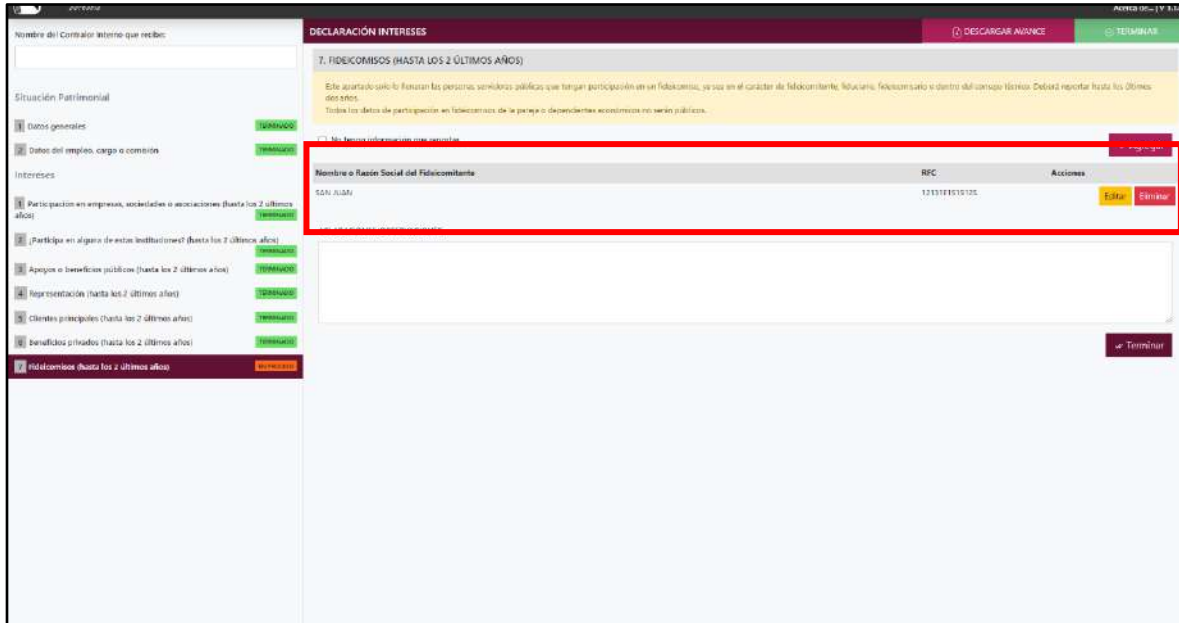 Acerca de... | V 3.1
Nombre del Contralor interno que recibe:
DECLARACIÓN INTERESES
DESCARGAR AVANCE
TERMINAR
7. FIDEICOMISOS (HASTA LOS 2 ÚLTIMOS AÑOS)
Este apartado solo lo llenarán las personas servidoras públicas que tengan participación en un fideicomiso, ya sea en el carácter de fideicomitente, fiduciario, fideicomisario o dentro del consejo técnico. Deberá reportar hasta los últimos
dos años.
Todos los datos de participación en fideicomisos de la pareja o dependientes económicos no serán públicos.
Situación Patrimonial
1 Datos generales TERMINADO
2 Datos del empleo, cargo o comisión TERMINADO
Intereses
1 Participación en empresas, sociedades o asociaciones (hasta los 2 últimos
años) TERMINADO
2 ¿Participa en alguna de estas instituciones? (hasta los 2 últimos años)
TERMINADO
3 Apoyos o beneficios públicos (hasta los 2 últimos años) TERMINADO
4 Representación (hasta los 2 últimos años) TERMINADO
5 Clientes principales (hasta los 2 últimos años) TERMINADO
6 Beneficios privados (hasta los 2 últimos años) TERMINADO
7 Fideicomisos (hasta los 2 últimos años) EN PROCESO
No tengo información que reportar
Agregar
Nombre o Razón Social del Fideicomitante RFC Acciones
SAN JUAN Editar Eliminar
Terminar